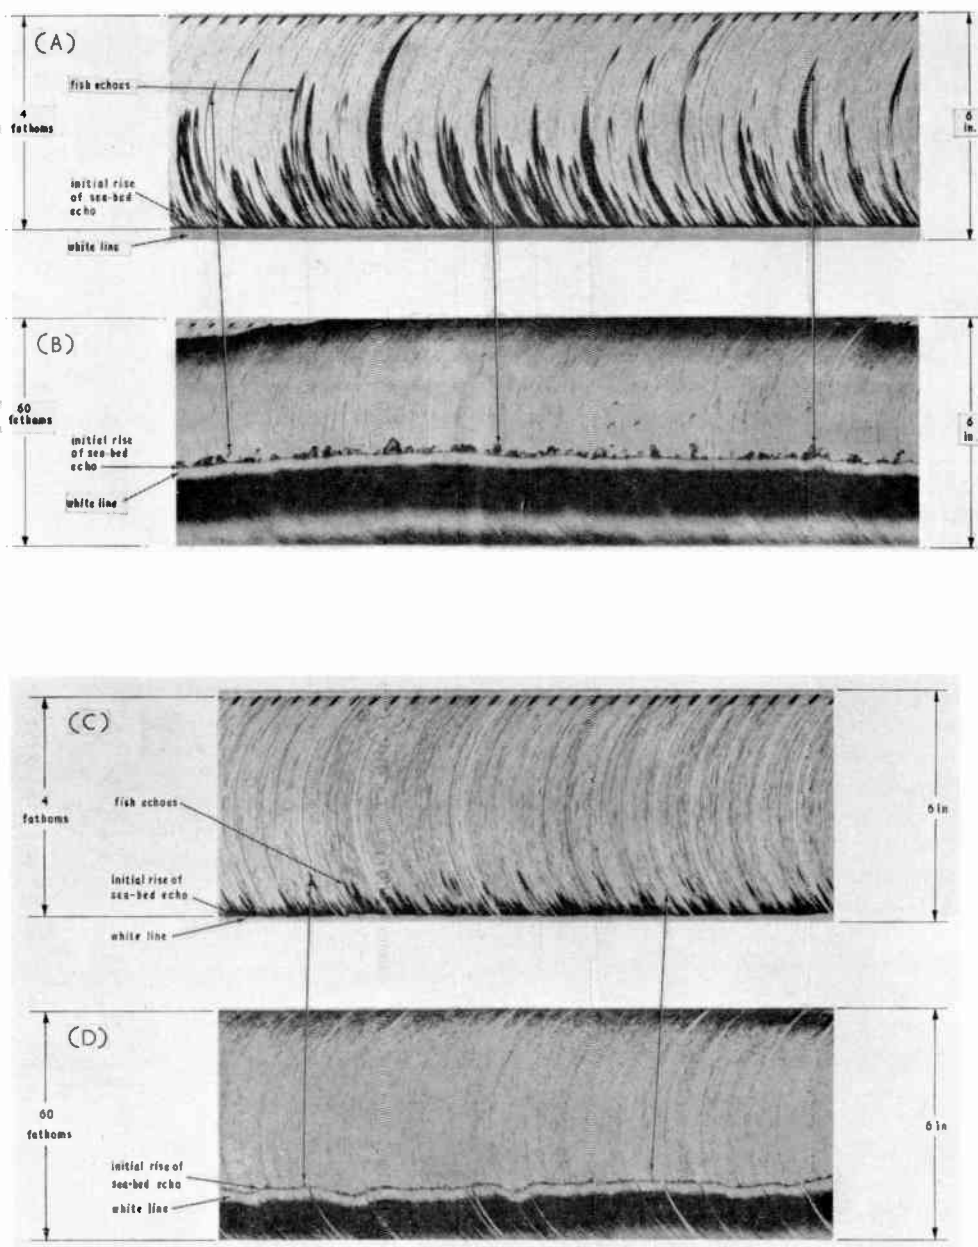 (A)
fish echoes
4
fathoms
6
in.
initial rise
of sea-bed
echo
white line
(B)
60
fathoms
initial rise
of sea-bed
echo
6
in
white line
(C)
4
fathoms
fish echoes
6 in
initial rise of
sea-bed echo
white line
(D)
60
fathoms
6 in
initial rise of
sea-bed echo
white line